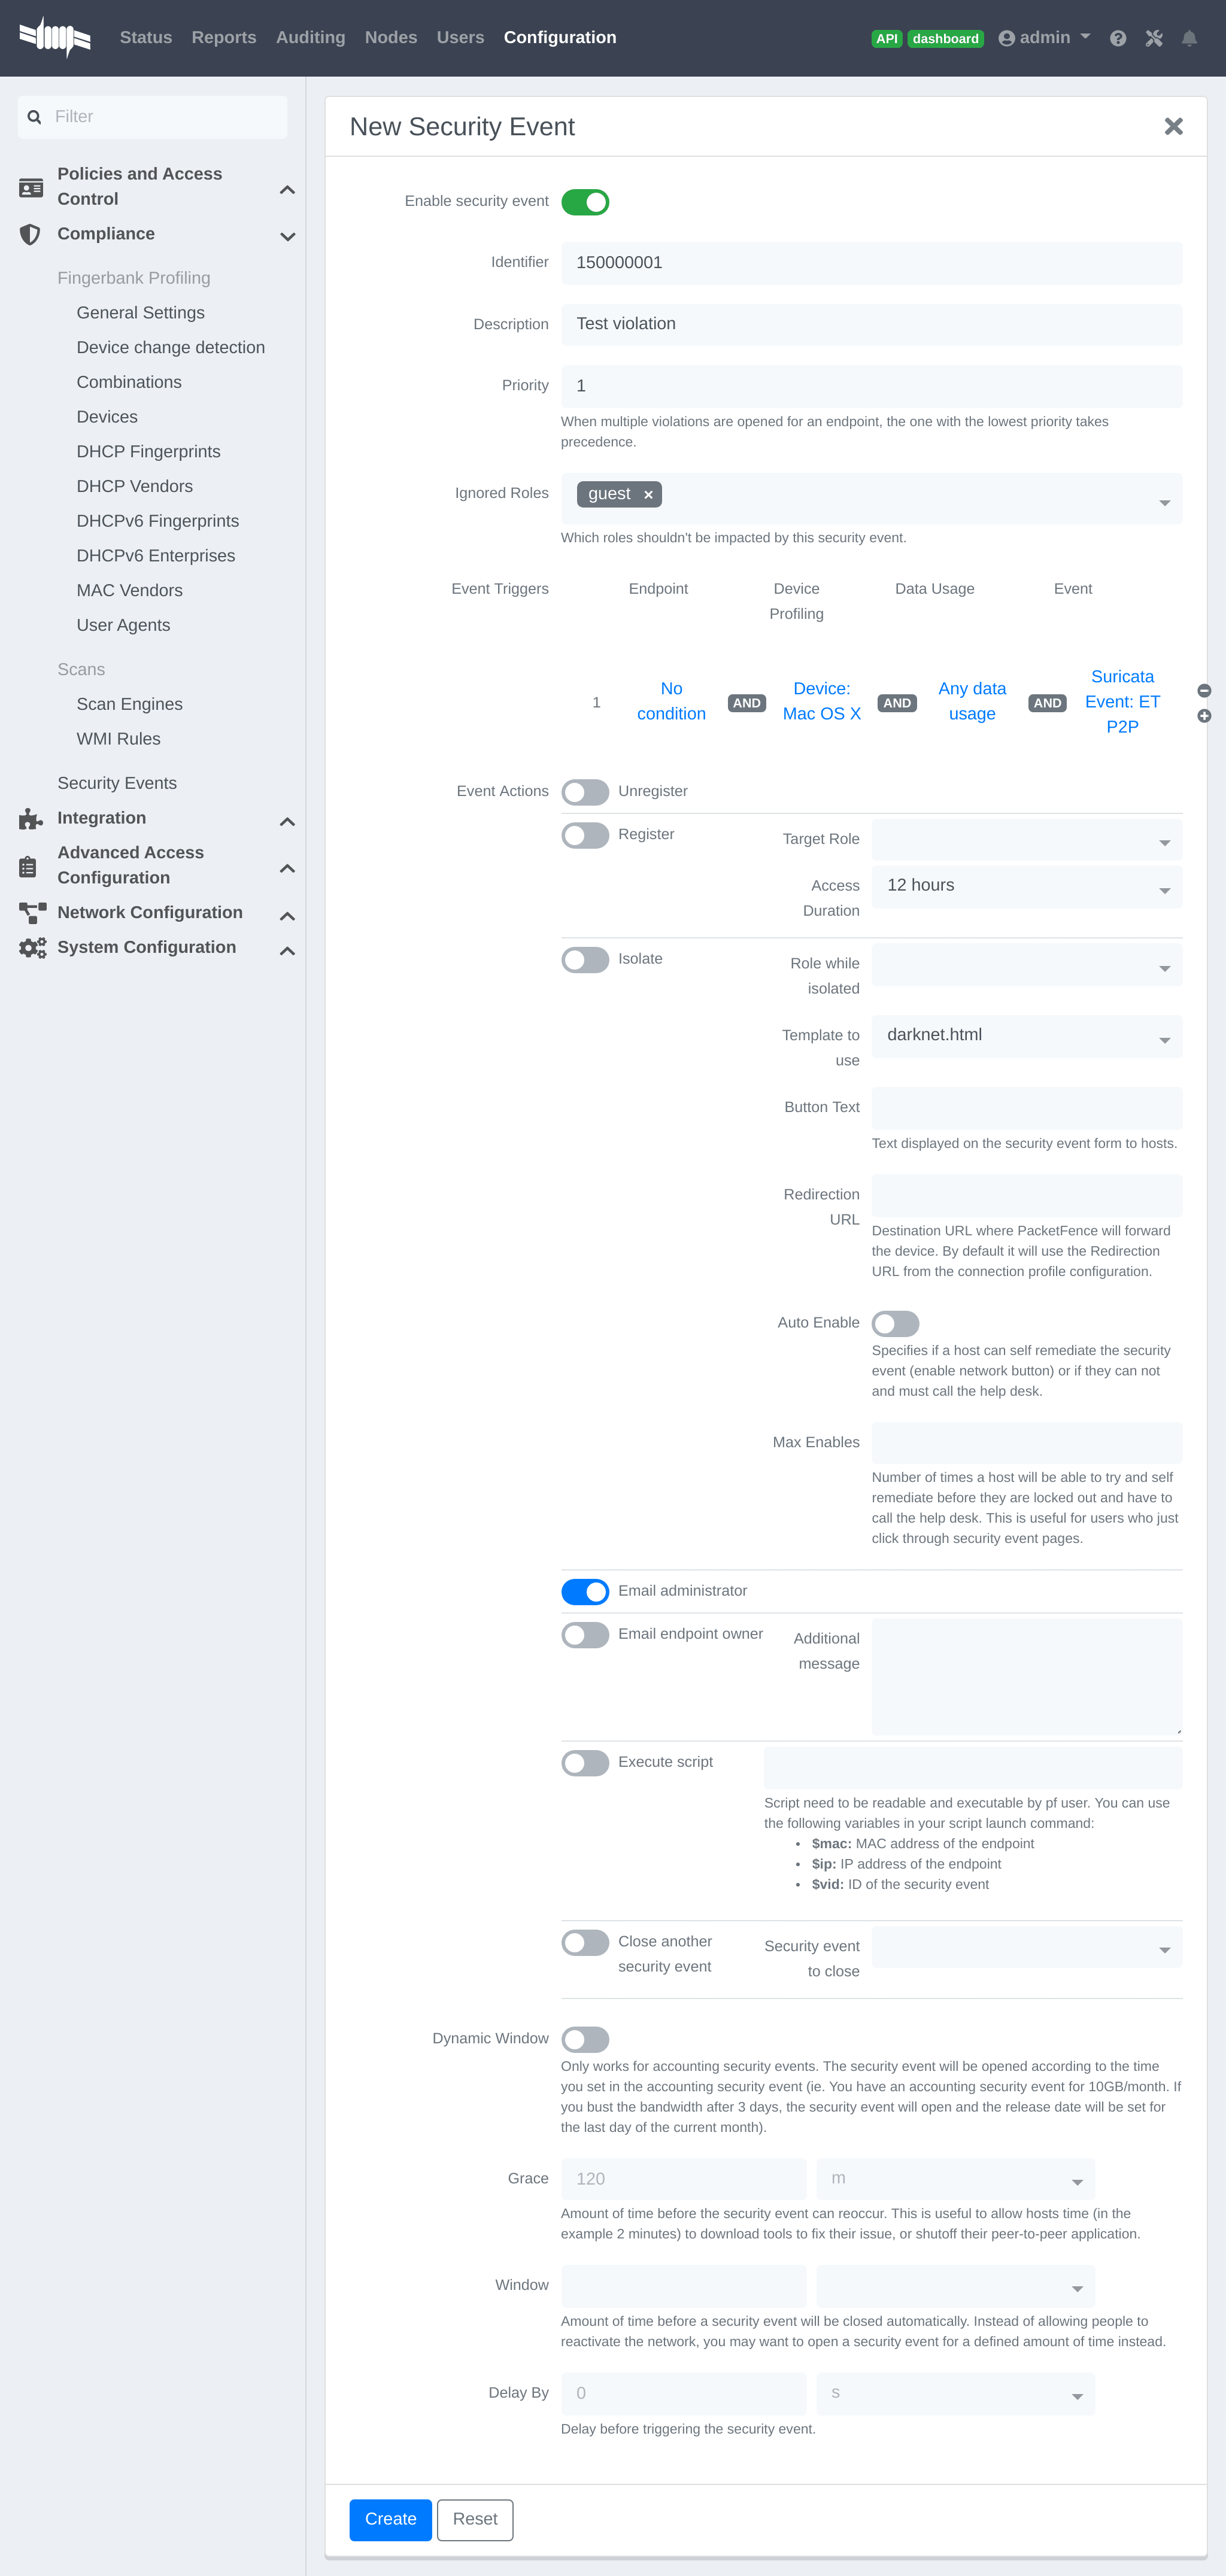 Status Reports Auditing Nodes Users Configuration API dashboard admin
Filter
Policies and Access
Control
Compliance
Fingerbank Profiling
General Settings
Device change detection
Combinations
Devices
DHCP Fingerprints
DHCP Vendors
DHCPv6 Fingerprints
DHCPv6 Enterprises
MAC Vendors
User Agents
Scans
Scan Engines
WMI Rules
Security Events
Integration
Advanced Access
Configuration
Network Configuration
System Configuration
New Security Event
Enable security event
Identifier 150000001
Description Test violation
Priority 1
When multiple violations are opened for an endpoint, the one with the lowest priority takes
precedence.
Ignored Roles guest ×
Which roles shouldn't be impacted by this security event.
Event Triggers Endpoint Device Data Usage Event
Profiling
Suricata
No Device: Any data
1 AND AND AND Event: ET
condition Mac OS X usage
P2P
Event Actions Unregister
Register Target Role
Access 12 hours
Duration
Isolate Role while
isolated
Template to darknet.html
use
Button Text
Text displayed on the security event form to hosts.
Redirection
URL
Destination URL where PacketFence will forward
the device. By default it will use the Redirection
URL from the connection profile configuration.
Auto Enable
Specifies if a host can self remediate the security
event (enable network button) or if they can not
and must call the help desk.
Max Enables
Number of times a host will be able to try and self
remediate before they are locked out and have to
call the help desk. This is useful for users who just
click through security event pages.
Email administrator
Email endpoint owner Additional
message
Execute script
Script need to be readable and executable by pf user. You can use
the following variables in your script launch command:
• $mac: MAC address of the endpoint
• $ip: IP address of the endpoint
• $vid: ID of the security event
Close another Security event
security event to close
Dynamic Window
Only works for accounting security events. The security event will be opened according to the time
you set in the accounting security event (ie. You have an accounting security event for 10GB/month. If
you bust the bandwidth after 3 days, the security event will open and the release date will be set for
the last day of the current month).
Grace 120 m
Amount of time before the security event can reoccur. This is useful to allow hosts time (in the
example 2 minutes) to download tools to fix their issue, or shutoff their peer-to-peer application.
Window
Amount of time before a security event will be closed automatically. Instead of allowing people to
reactivate the network, you may want to open a security event for a defined amount of time instead.
Delay By 0 s
Delay before triggering the security event.
Create Reset